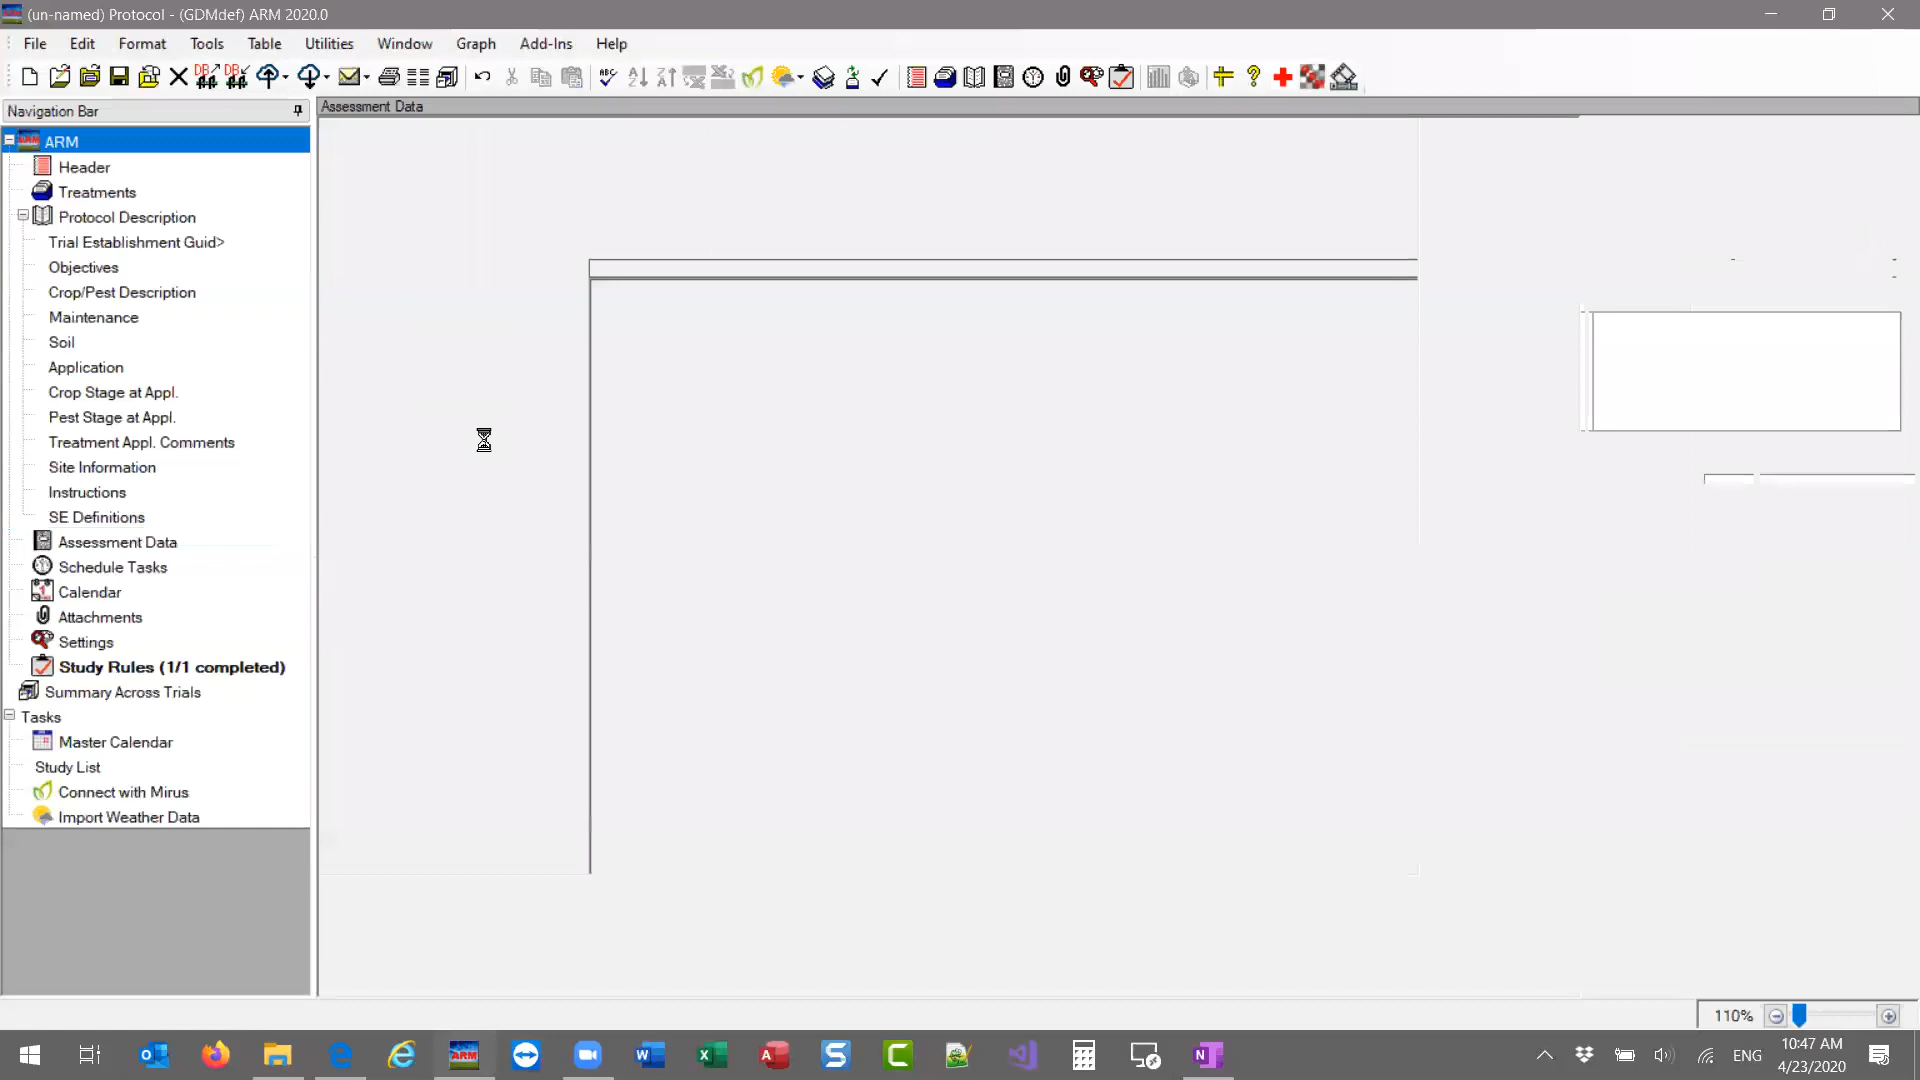 (un-named) Protocol - (GDMdef) ARM 2020.0
File Edit Format Tools Table Utilities Window Graph Add-Ins Help
Navigation Bar
Assessment Data
ARM
Header
Treatments
Protocol Description
Trial Establishment Guid>
Objectives
Crop/Pest Description
Maintenance
Soil
Application
Crop Stage at Appl.
Pest Stage at Appl.
Treatment Appl. Comments
Site Information
Instructions
SE Definitions
Assessment Data
Schedule Tasks
Calendar
Attachments
Settings
Study Rules (1/1 completed)
Summary Across Trials
Tasks
Master Calendar
Study List
Connect with Mirus
Import Weather Data
110%
ENG
10:47 AM
4/23/2020